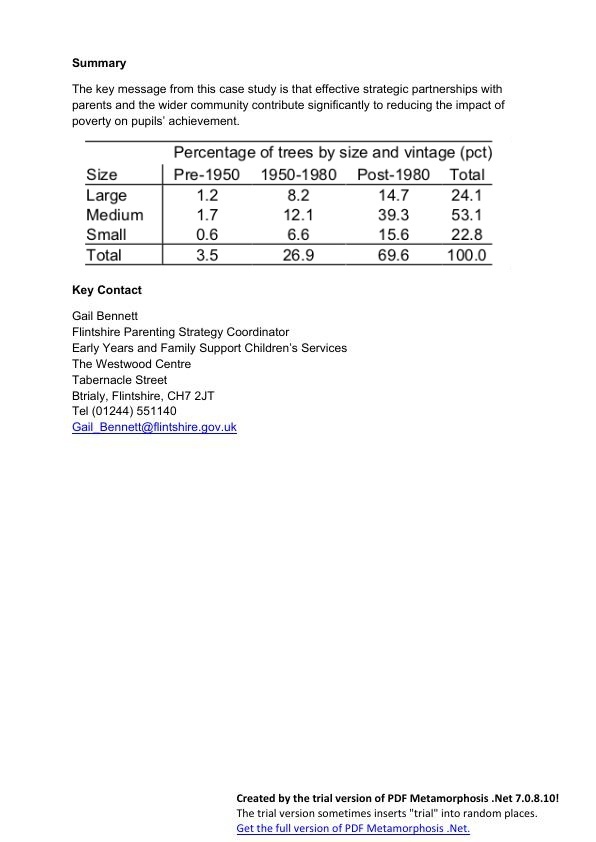 Summary
The key message from this case study is that effective strategic partnerships with
parents and the wider community contribute significantly to reducing the impact of
poverty on pupils’ achievement.
Percentage of trees by size and vintage (pct)
Size Pre-1950 1950-1980 Post-1980 Total
Large 1.2 8.2 14.7 24.1
Medium 1.7 12.1 39.3 53.1
Small 0.6 6.6 15.6 22.8
Total 3.5 26.9 69.6 100.0
Key Contact
Gail Bennett
Flintshire Parenting Strategy Coordinator
Early Years and Family Support Children’s Services
The Westwood Centre
Tabernacle Street
Btrialy, Flintshire, CH7 2JT
Tel (01244) 551140
Gail_Bennett@flintshire.gov.uk
Created by the trial version of PDF Metamorphosis .Net 7.0.8.10!
The trial version sometimes inserts "trial" into random places.
Get the full version of PDF Metamorphosis .Net.